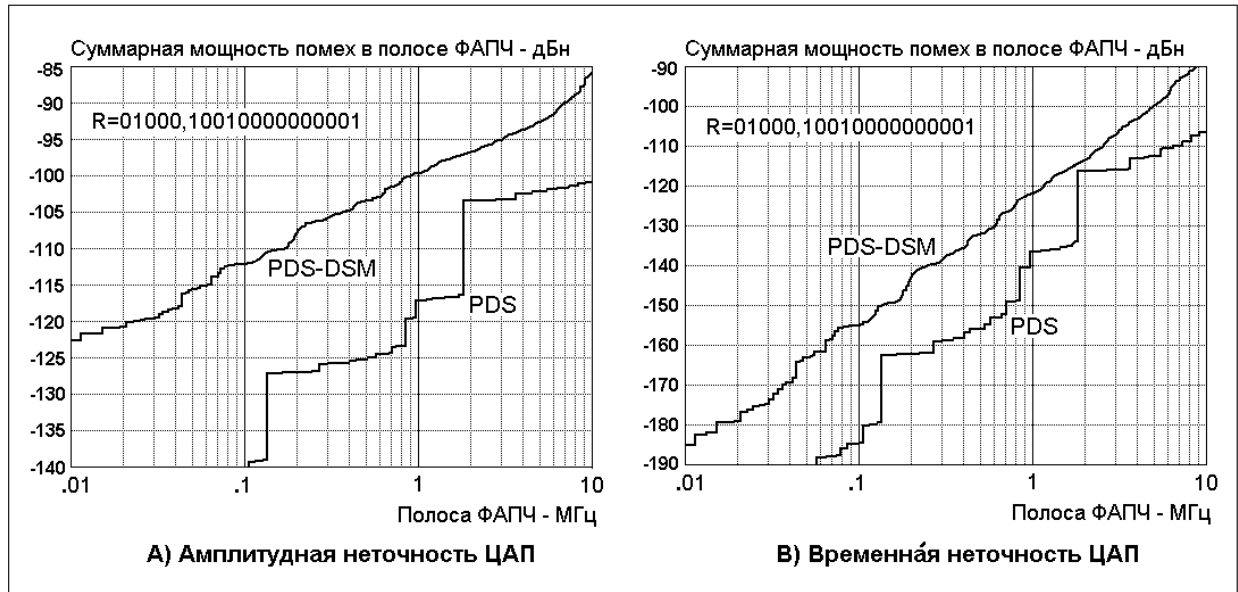 Суммарная мощность помех в полосе ФАПЧ - дБн
-85
-90
-95
-100
-105
-110
-115
-120
-125
-130
-135
-140
R=01000,10010000000001
PDS-DSM
PDS
.01
.1
1
10
Полоса ФАПЧ - МГц
А) Амплитудная неточность ЦАП
Суммарная мощность помех в полосе ФАПЧ - дБн
-90
-100
-110
-120
-130
-140
-150
-160
-170
-180
-190
R=01000,10010000000001
PDS-DSM
PDS
.01
.1
1
10
Полоса ФАПЧ - МГц
В) Временна́я неточность ЦАП